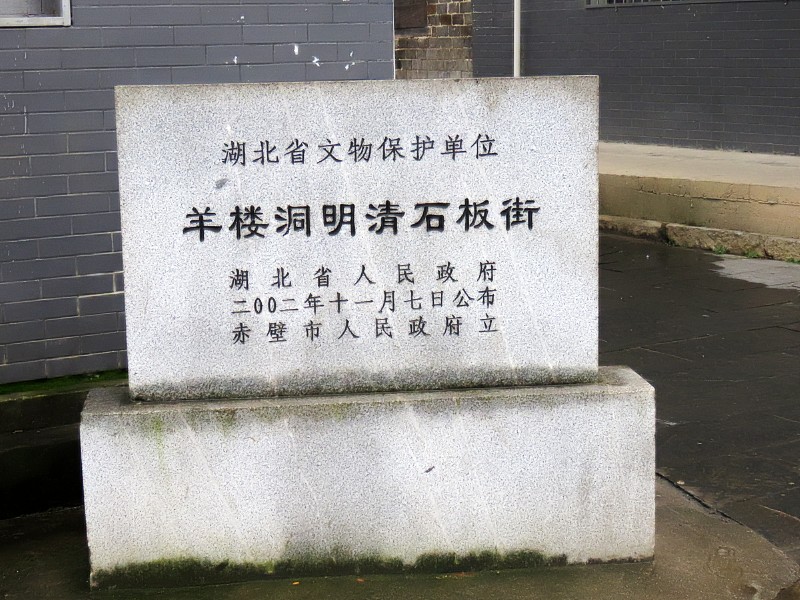 湖北省文物保护单位
羊楼洞明清石板街
湖北省人民政府
二00二年十一月七日公布
赤壁市人民政府立